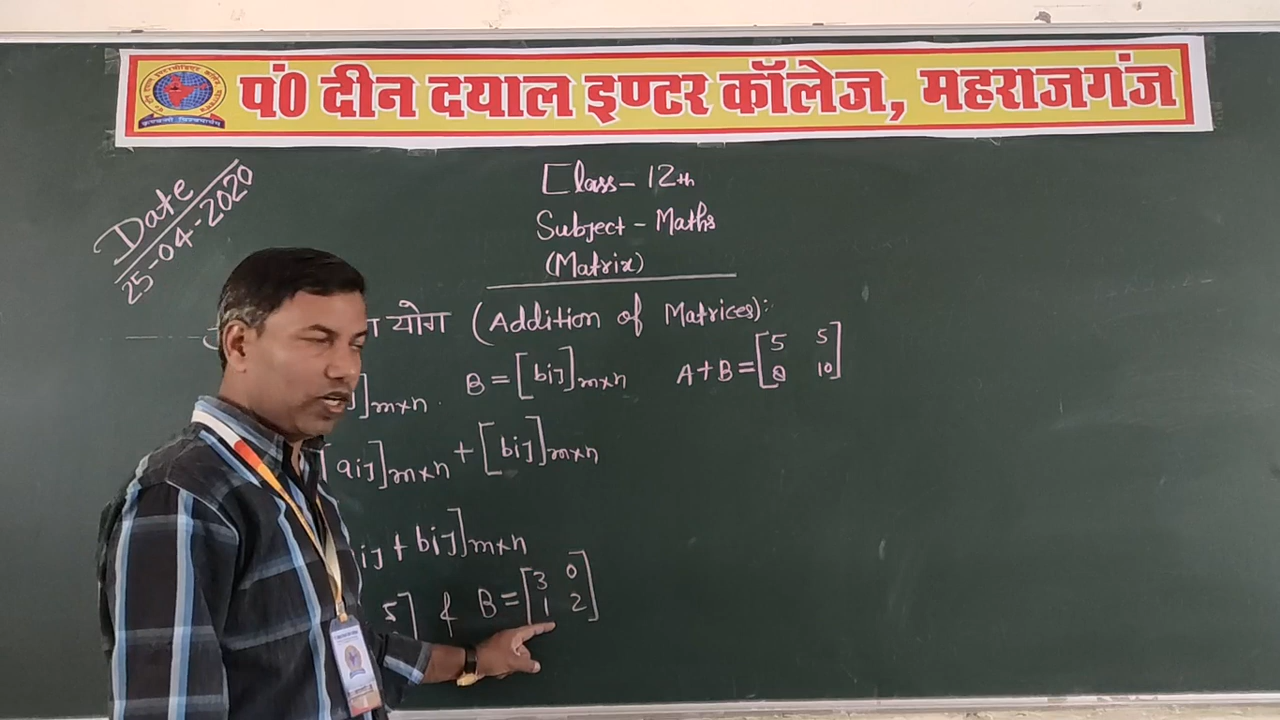 पं0 दीन दयाल इण्टर कॉलेज, महराजगंज
Date
25-04-2020
Class - 12th
Subject - Maths
(Matrix)
योग (Addition of Matrices):
]m×n. B = [bij]m×n A+B = [5 5
8 10]
[aij]m×n + [bij]m×n
ij + bij]m×n
5] & B = [3 0
1 2]